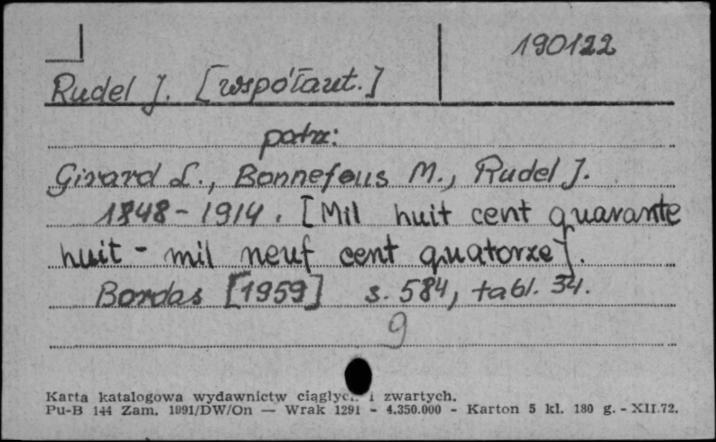 190122
Rudel J. [współaut.]
patrz:
Girard L., Bonnefous M., Rudel J.
1848-1914. [Mil huit cent quarante
huit - mil neuf cent quatorze].
Bordas [1959] s. 584, tabl. 34.
9
Karta katalogowa wydawnictw ciągłych i zwartych.
Pu-B 144 Zam. 1091/DW/On — Wrak 1291 - 4.350.000 - Karton 5 kl. 180 g. - XII.72.